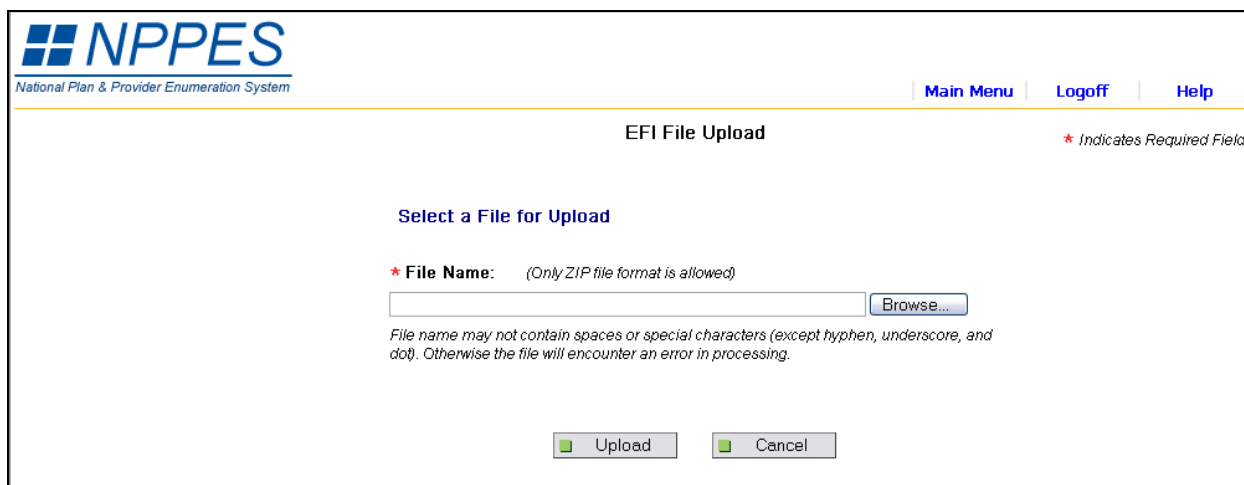 NPPES
National Plan & Provider Enumeration System
Main Menu Logoff Help
EFI File Upload
* Indicates Required Field
Select a File for Upload
* File Name: (Only ZIP file format is allowed)
Browse...
File name may not contain spaces or special characters (except hyphen, underscore, and
dot). Otherwise the file will encounter an error in processing.
Upload Cancel